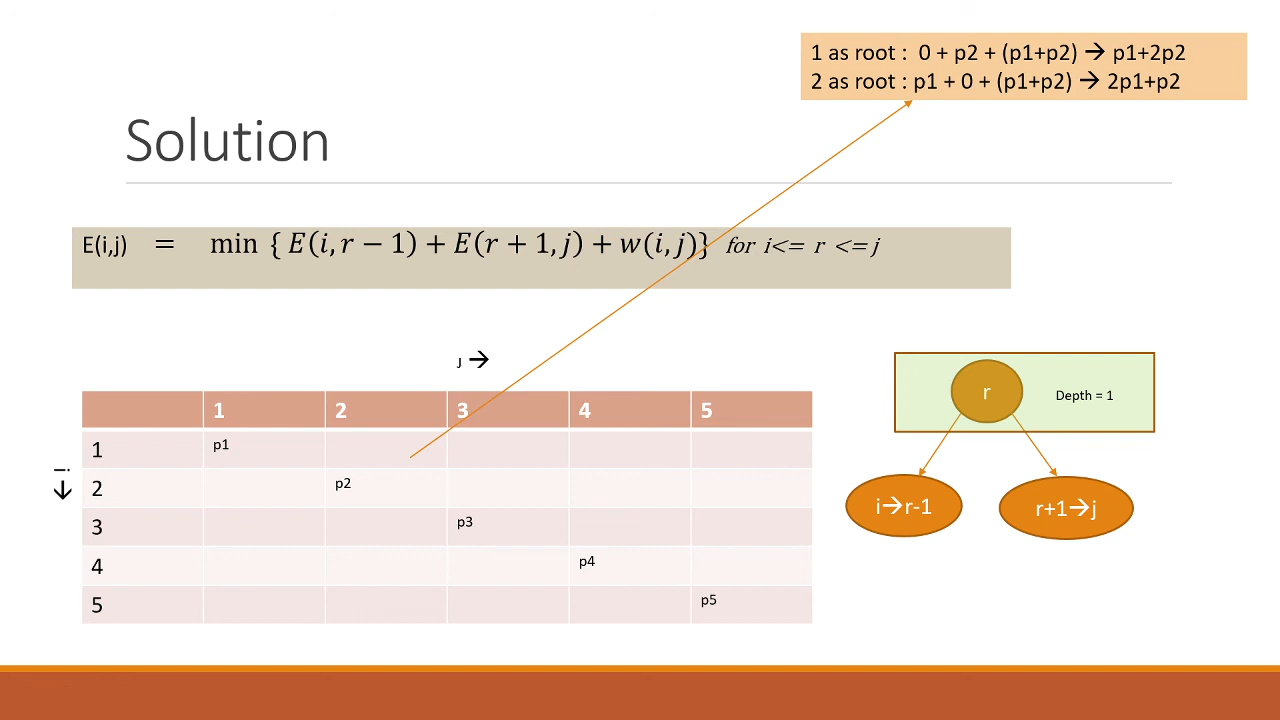 1 as root :  0 + p2 + (p1+p2) → p1+2p2
2 as root : p1 + 0 + (p1+p2) → 2p1+p2
Solution
E(i,j) = min { E(i, r − 1) + E(r + 1, j) + w(i, j)} for i<= r <=j
J →
1 2 3 4 5
1 p1
2 p2
3 p3
4 p4
5 p5
i →
r
Depth = 1
i→r-1
r+1→j